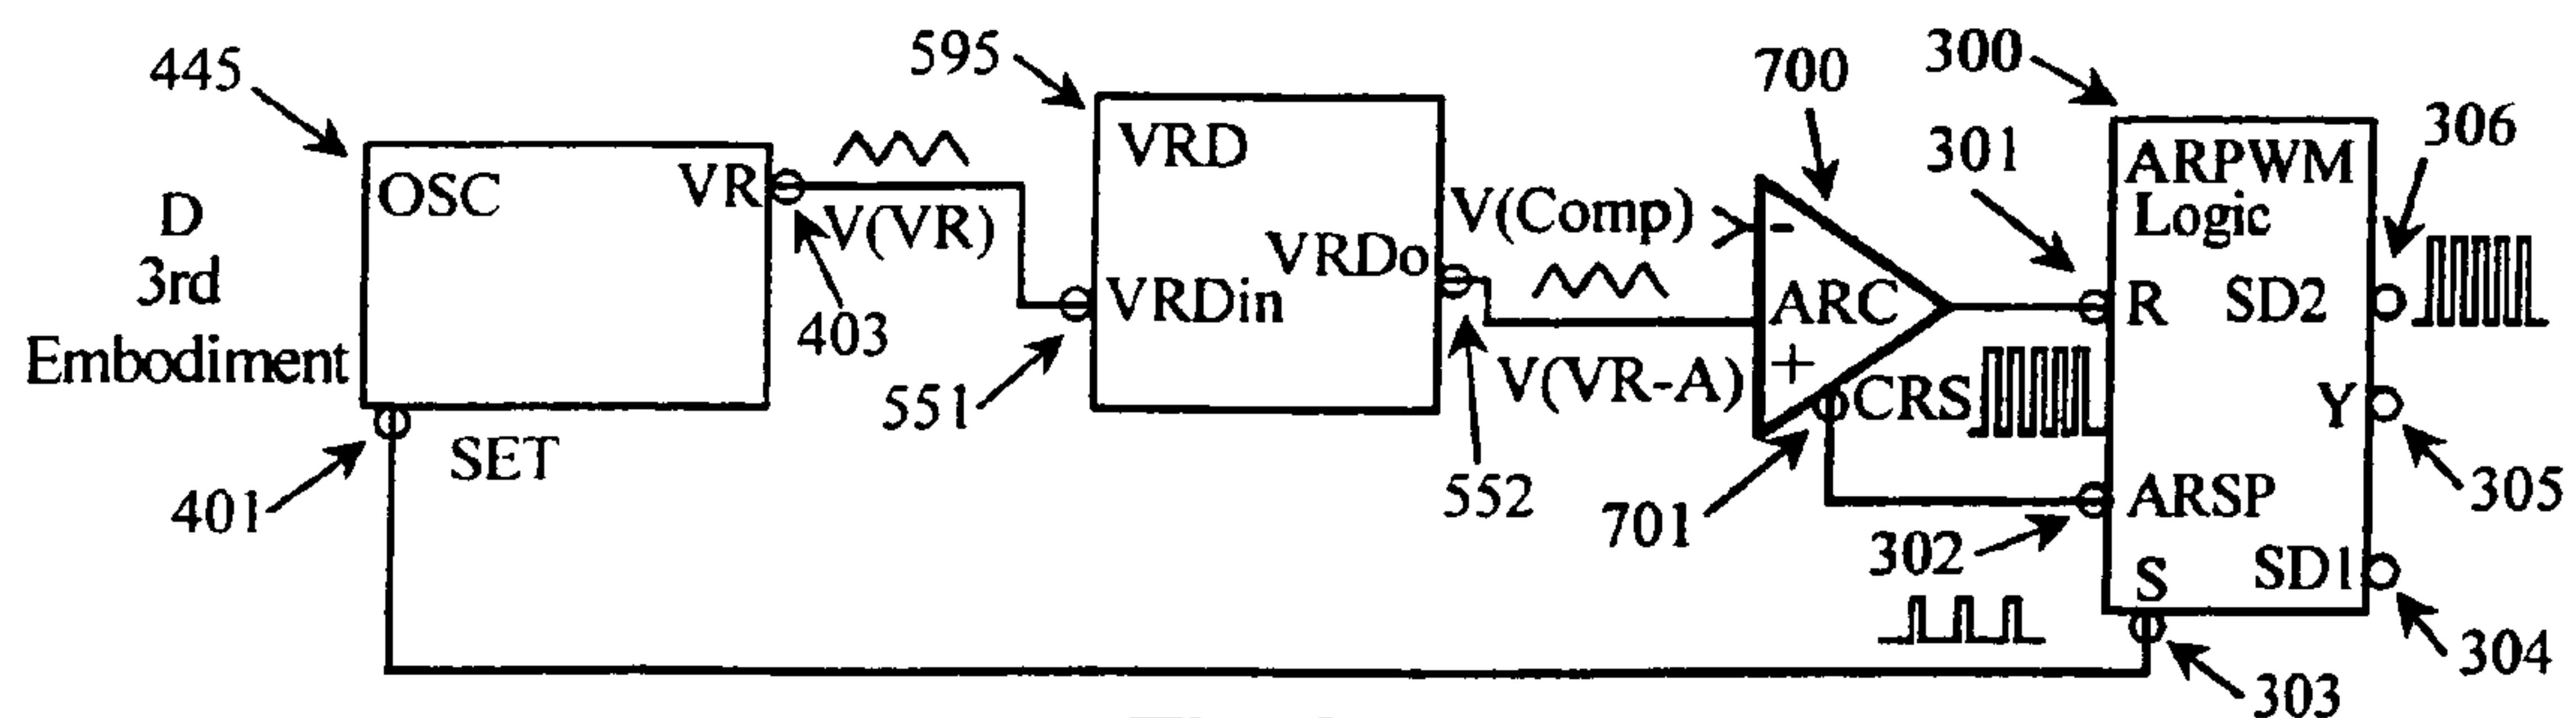 445
595
700
300
301
306
D
3rd
Embodiment
OSC
VR
V(VR)
403
SET
401
VRD
VRDin
VRDo
551
552
V(Comp)
-
ARC
+
V(VR-A)
CRS
701
302
ARPWM
Logic
R
SD2
Y
ARSP
S
SD1
305
304
303